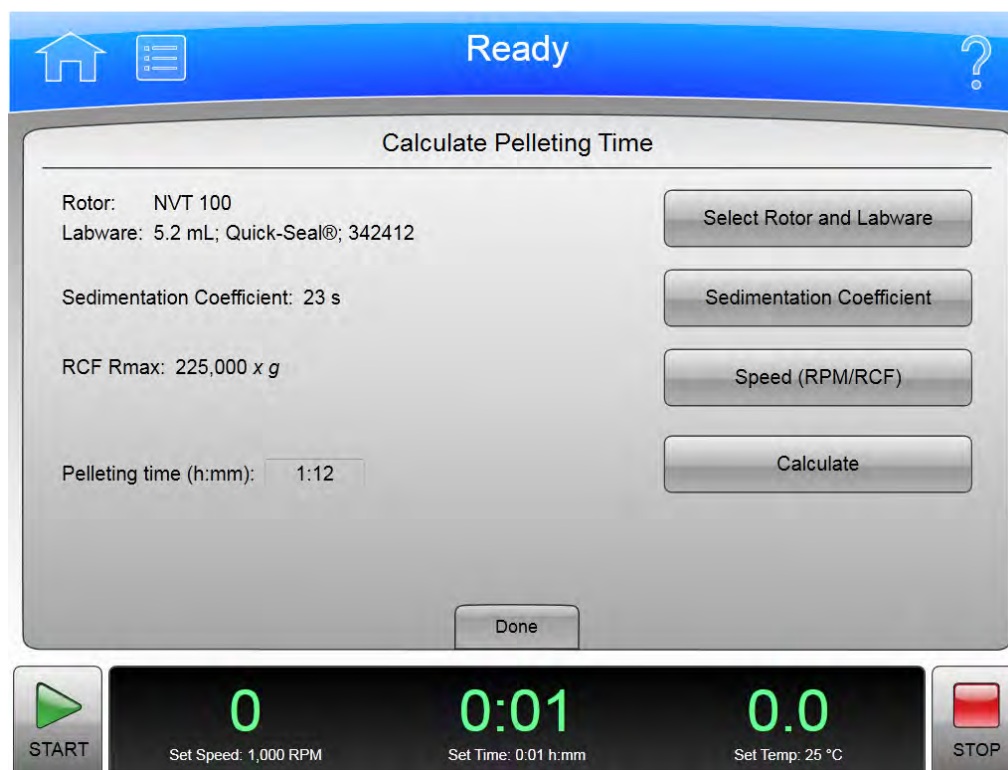 Ready
?
Calculate Pelleting Time
Rotor: NVT 100
Labware: 5.2 mL; Quick-Seal®; 342412
Select Rotor and Labware
Sedimentation Coefficient: 23 s
Sedimentation Coefficient
RCF Rmax: 225,000 x g
Speed (RPM/RCF)
Pelleting time (h:mm): 1:12
Calculate
Done
START
0
Set Speed: 1,000 RPM
0:01
Set Time: 0:01 h:mm
0.0
Set Temp: 25 °C
STOP